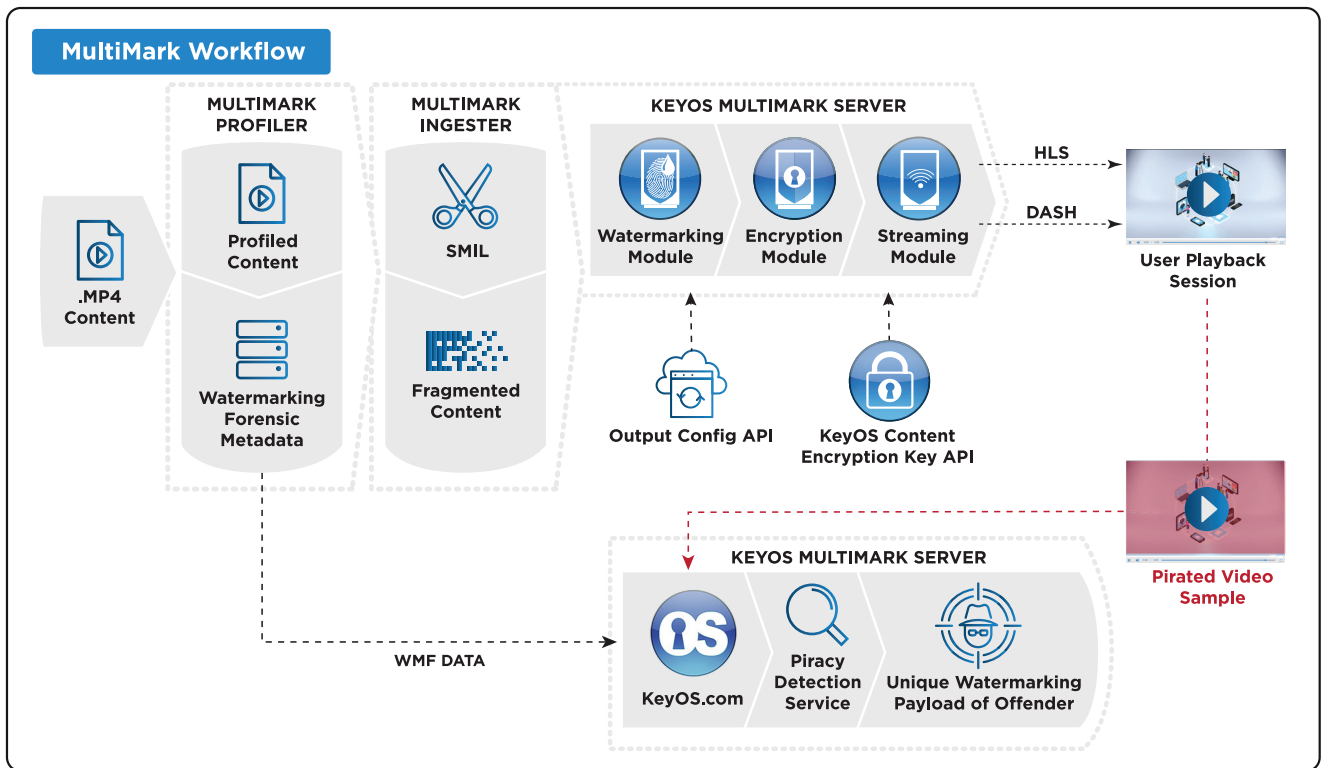 MultiMark Workflow
MULTIMARK
PROFILER
MULTIMARK
INGESTER
KEYOS MULTIMARK SERVER
.MP4
Content
Profiled
Content
Watermarking
Forensic
Metadata
SMIL
Fragmented
Content
Watermarking
Module
Encryption
Module
Streaming
Module
HLS
DASH
User Playback
Session
Output Config API
KeyOS Content
Encryption Key API
Pirated Video
Sample
WMF DATA
KEYOS MULTIMARK SERVER
OS
KeyOS.com
Piracy
Detection
Service
Unique Watermarking
Payload of Offender